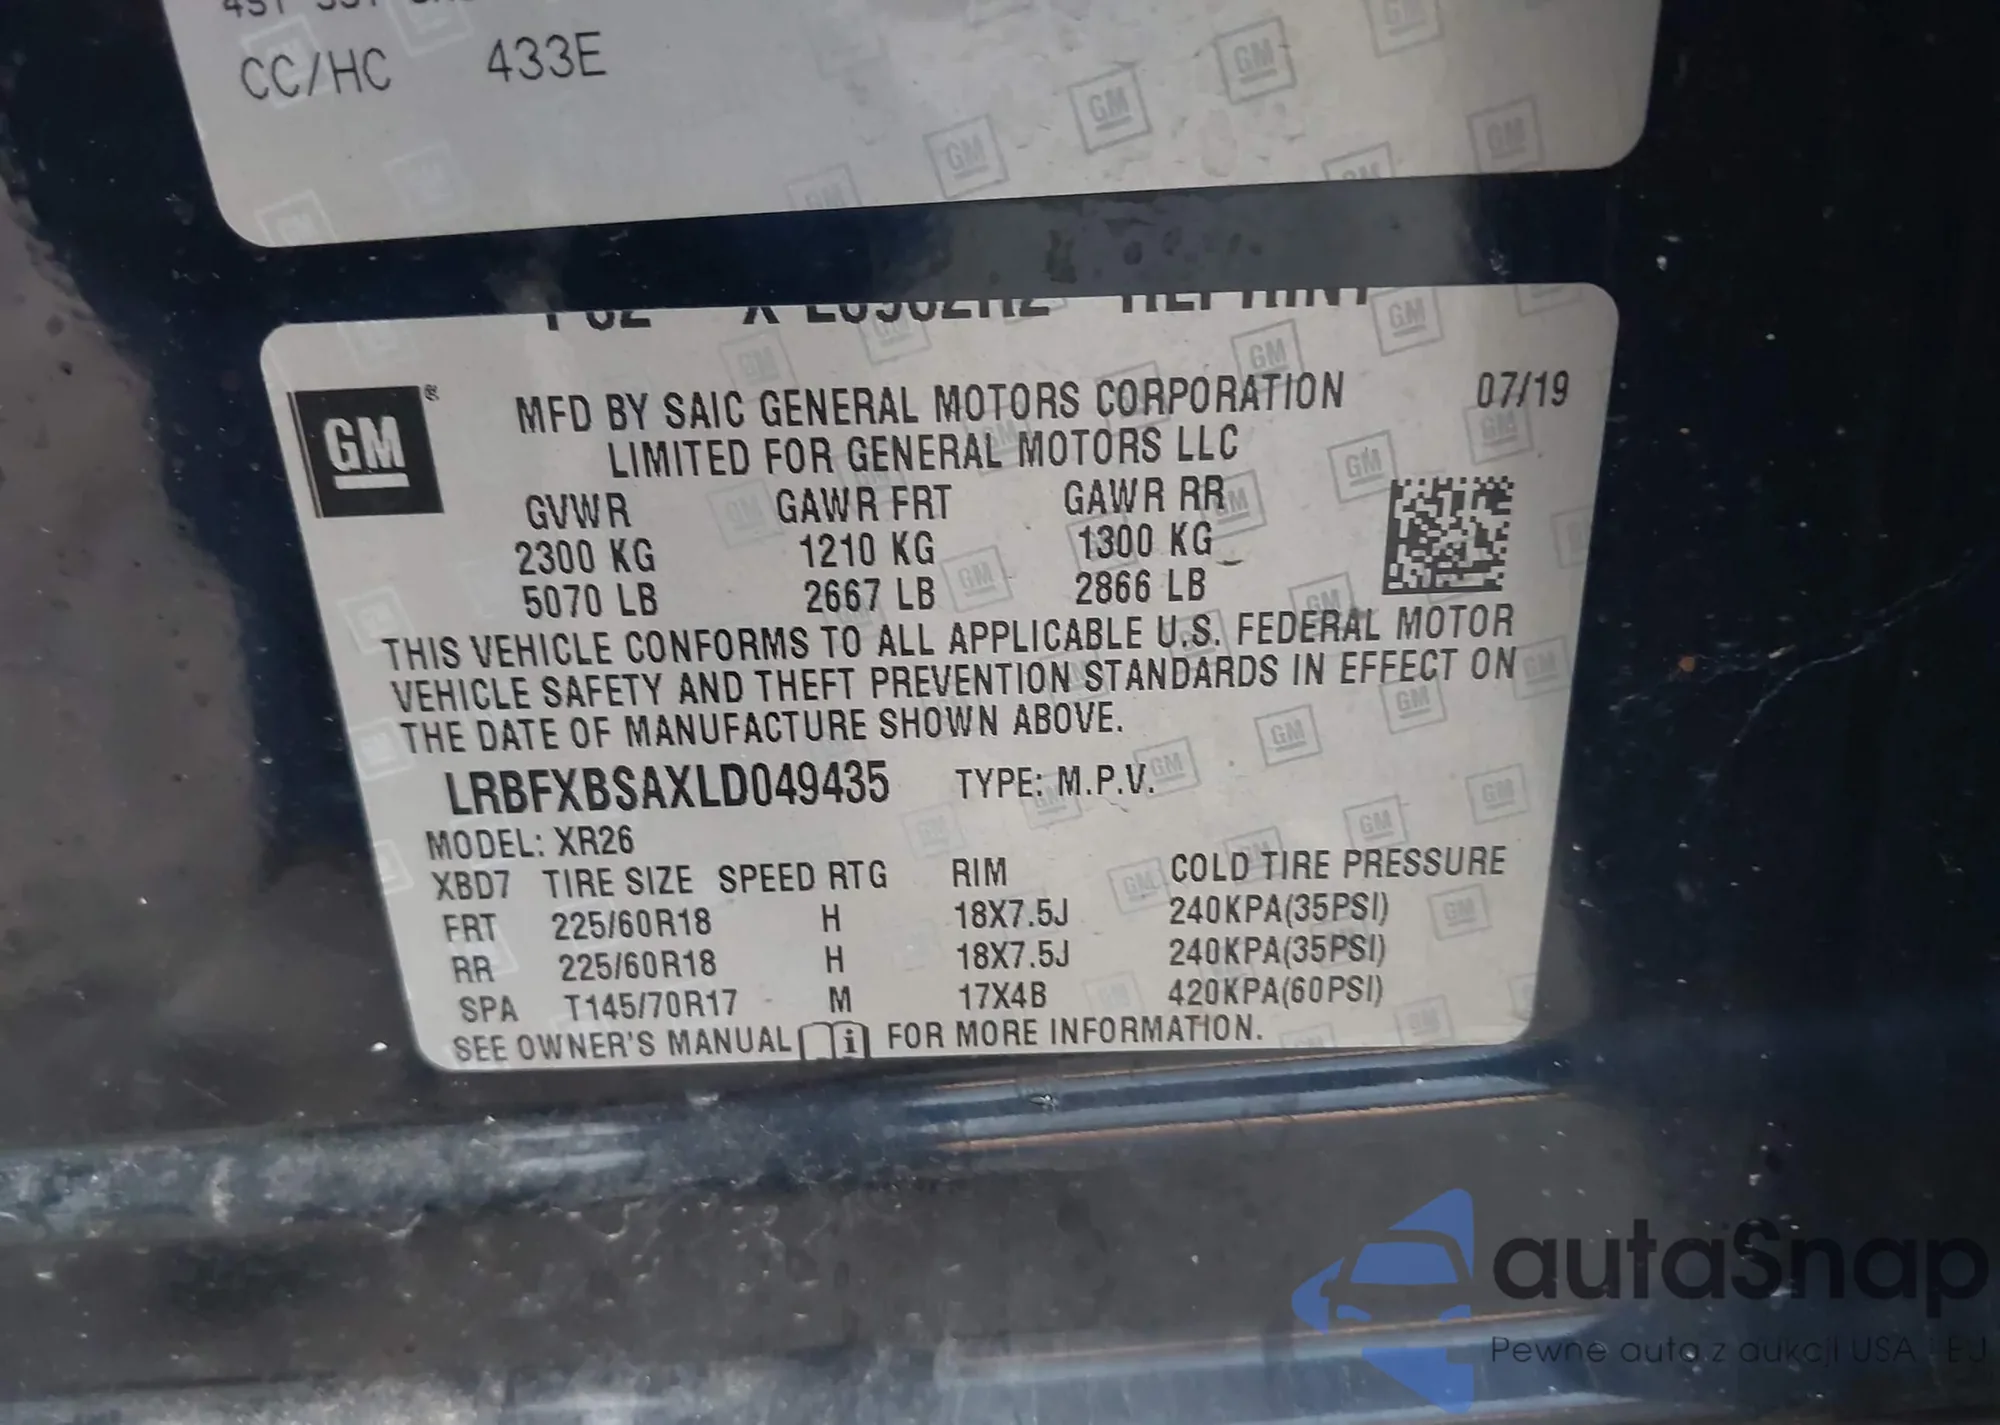 CC/HC 433E
GM ®
MFD BY SAIC GENERAL MOTORS CORPORATION 07/19
LIMITED FOR GENERAL MOTORS LLC
GVWR GAWR FRT GAWR RR
2300 KG 1210 KG 1300 KG
5070 LB 2667 LB 2866 LB
THIS VEHICLE CONFORMS TO ALL APPLICABLE U.S. FEDERAL MOTOR
VEHICLE SAFETY AND THEFT PREVENTION STANDARDS IN EFFECT ON
THE DATE OF MANUFACTURE SHOWN ABOVE.
LRBFXBSAXLD049435 TYPE: M.P.V.
MODEL: XR26
XBD7 TIRE SIZE SPEED RTG RIM COLD TIRE PRESSURE
FRT 225/60R18 H 18X7.5J 240KPA(35PSI)
RR 225/60R18 H 18X7.5J 240KPA(35PSI)
SPA T145/70R17 M 17X4B 420KPA(60PSI)
SEE OWNER'S MANUAL i FOR MORE INFORMATION.
autaSnap
Pewne auta z aukcji USA i EU